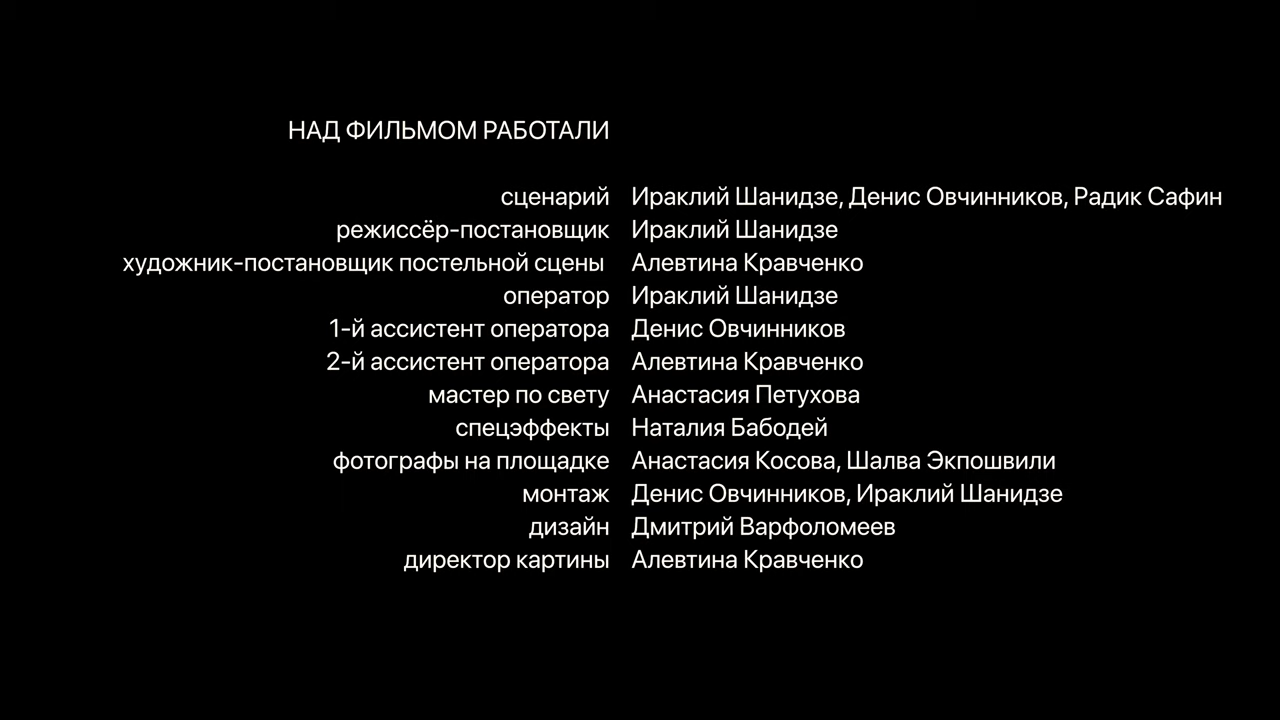 НАД ФИЛЬМОМ РАБОТАЛИ
сценарий Ираклий Шанидзе, Денис Овчинников, Радик Сафин
режиссёр-постановщик Ираклий Шанидзе
художник-постановщик постельной сцены Алевтина Кравченко
оператор Ираклий Шанидзе
1-й ассистент оператора Денис Овчинников
2-й ассистент оператора Алевтина Кравченко
мастер по свету Анастасия Петухова
спецэффекты Наталия Бабодей
фотографы на площадке Анастасия Косова, Шалва Экпошвили
монтаж Денис Овчинников, Ираклий Шанидзе
дизайн Дмитрий Варфоломеев
директор картины Алевтина Кравченко